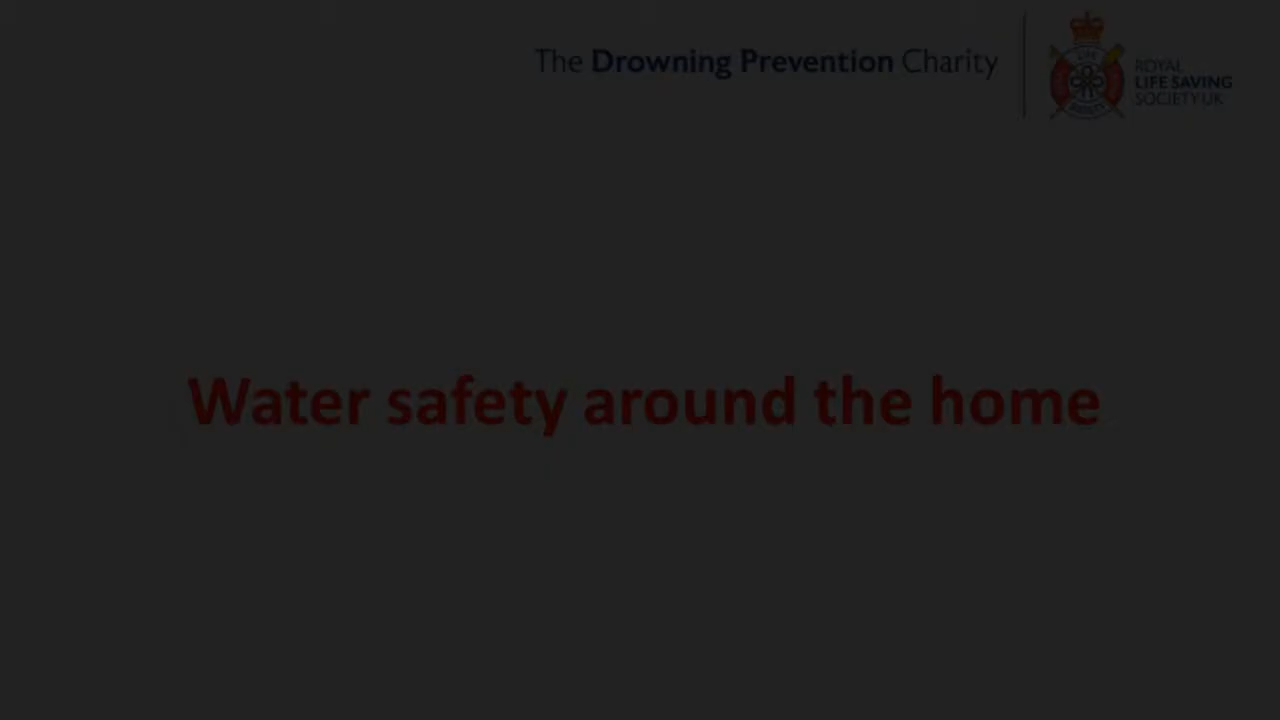 The Drowning Prevention Charity
ROYAL
LIFE SAVING
SOCIETY UK
Water safety around the home